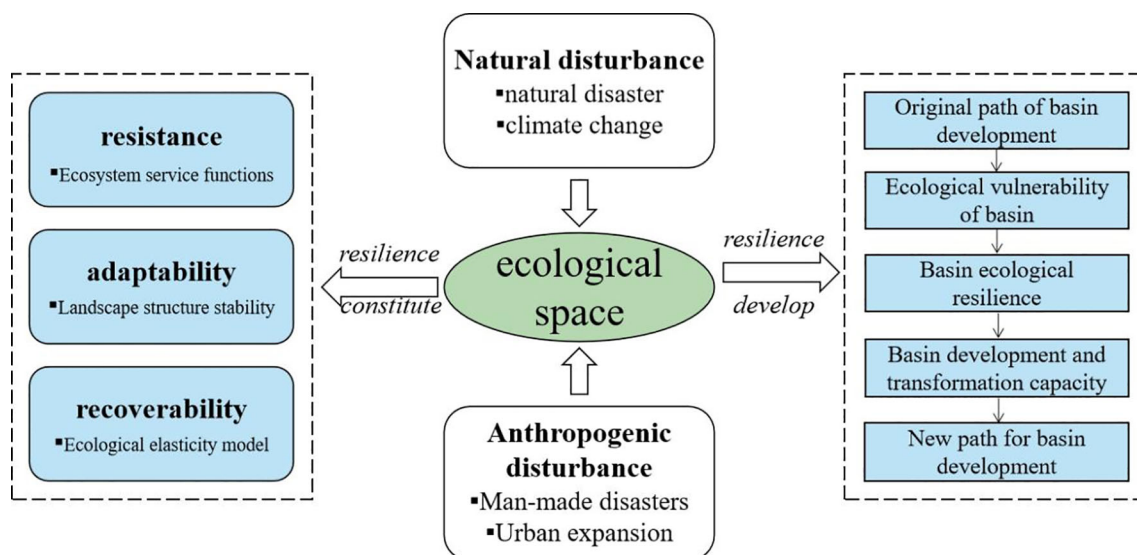 resistance
▪Ecosystem service functions
adaptability
▪Landscape structure stability
recoverability
▪Ecological elasticity model
Natural disturbance
▪natural disaster
▪climate change
resilience
constitute
ecological
space
resilience
develop
Anthropogenic
disturbance
▪Man-made disasters
▪Urban expansion
Original path of basin
development
Ecological vulnerability
of basin
Basin ecological
resilience
Basin development and
transformation capacity
New path for basin
development